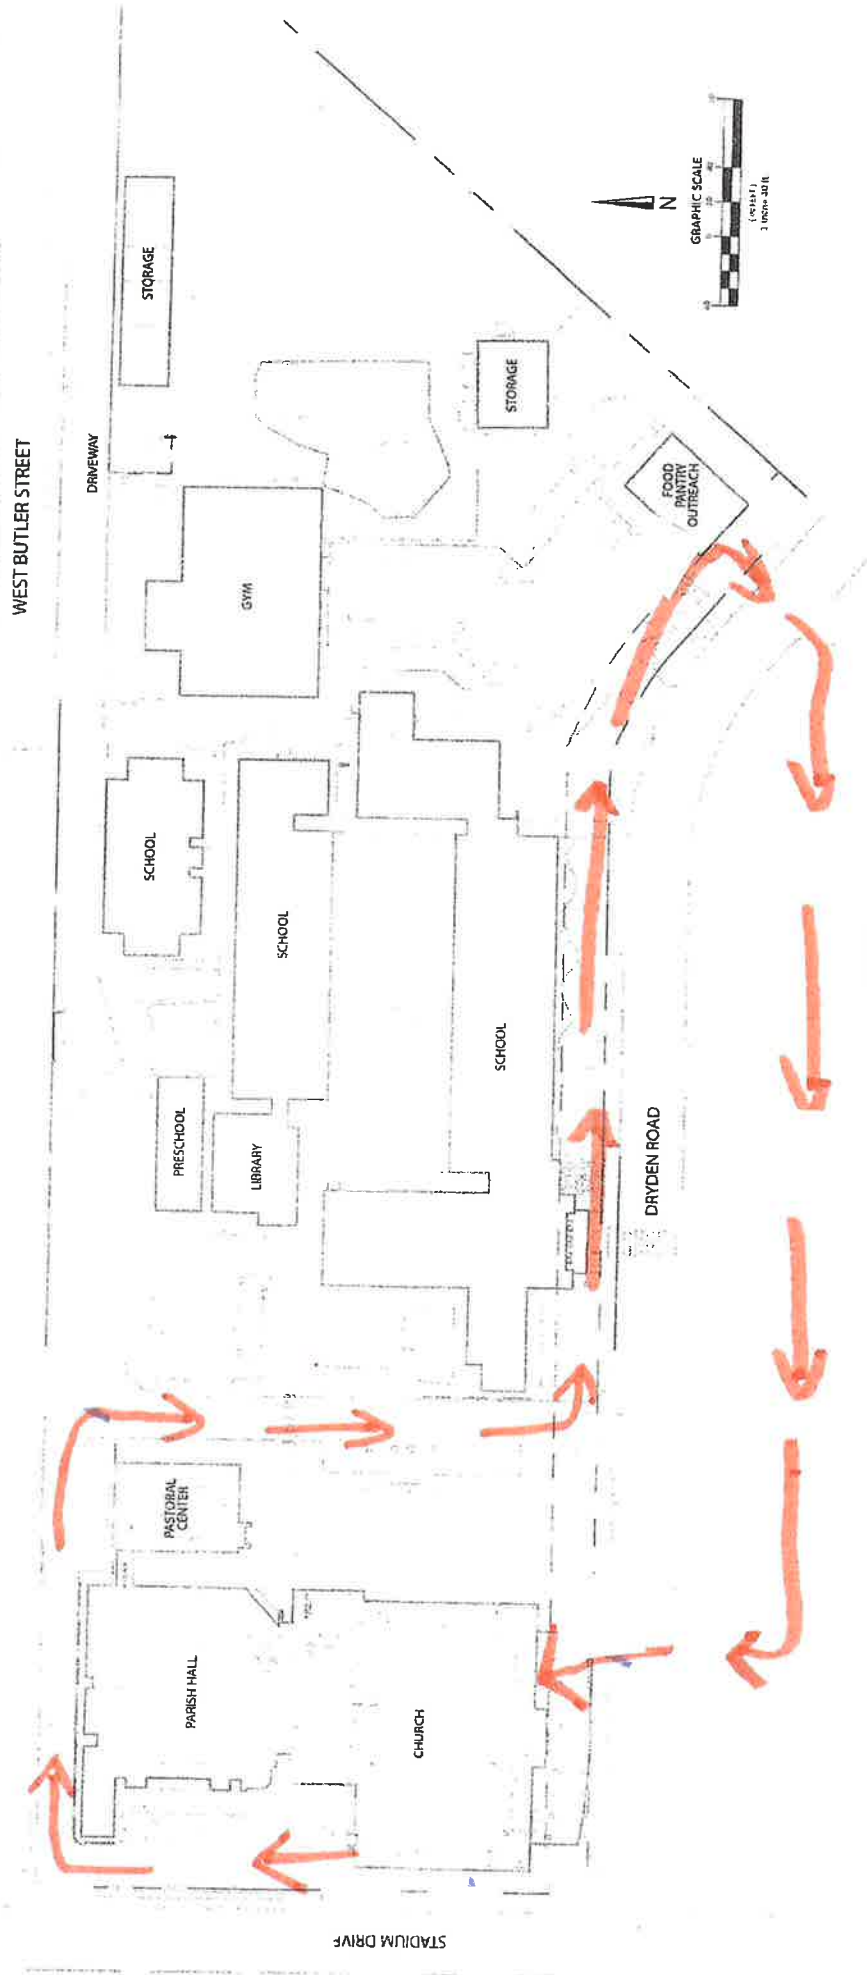 WEST BUTLER STREET
DRIVEWAY
STORAGE
GYM
STORAGE
FOOD
PANTRY
OUTREACH
N
GRAPHIC SCALE
SCHOOL
SCHOOL
SCHOOL
PRESCHOOL
LIBRARY
DRYDEN ROAD
PASTORAL
CENTER
PARISH HALL
CHURCH
STADIUM DRIVE